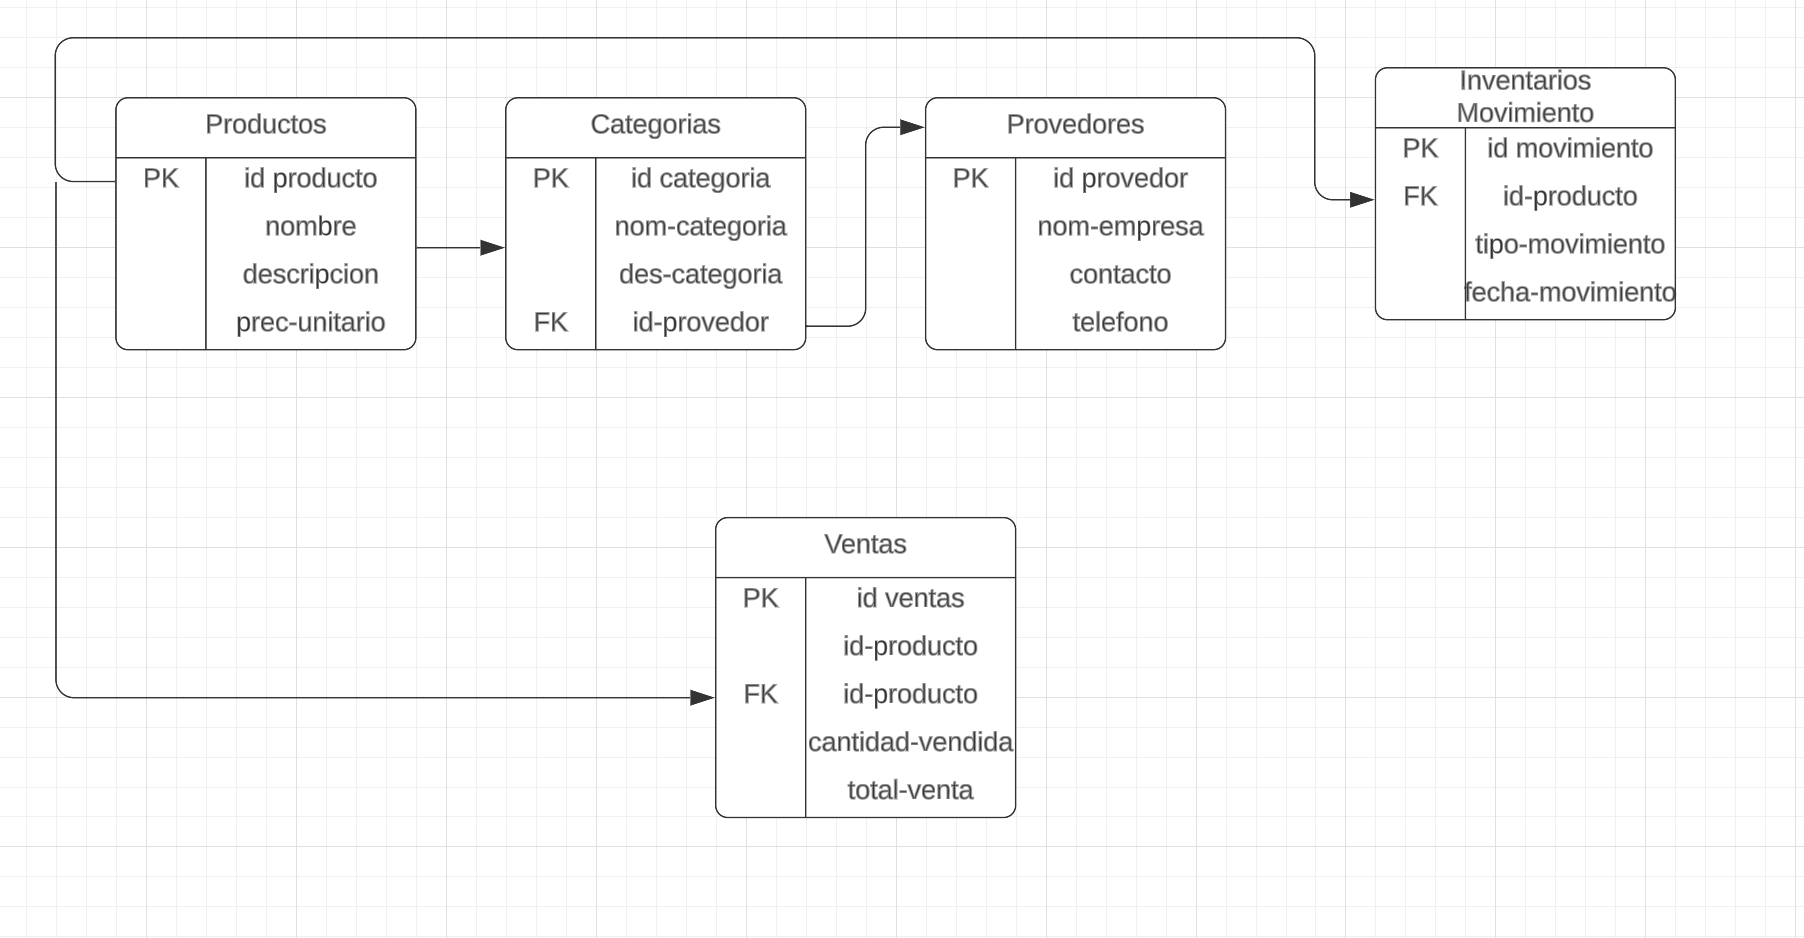 Productos
PK id producto
nombre
descripcion
prec-unitario
Categorias
PK id categoria
nom-categoria
des-categoria
FK id-provedor
Provedores
PK id provedor
nom-empresa
contacto
telefono
Inventarios
Movimiento
PK id movimiento
FK id-producto
tipo-movimiento
fecha-movimiento
Ventas
PK id ventas
id-producto
FK id-producto
cantidad-vendida
total-venta